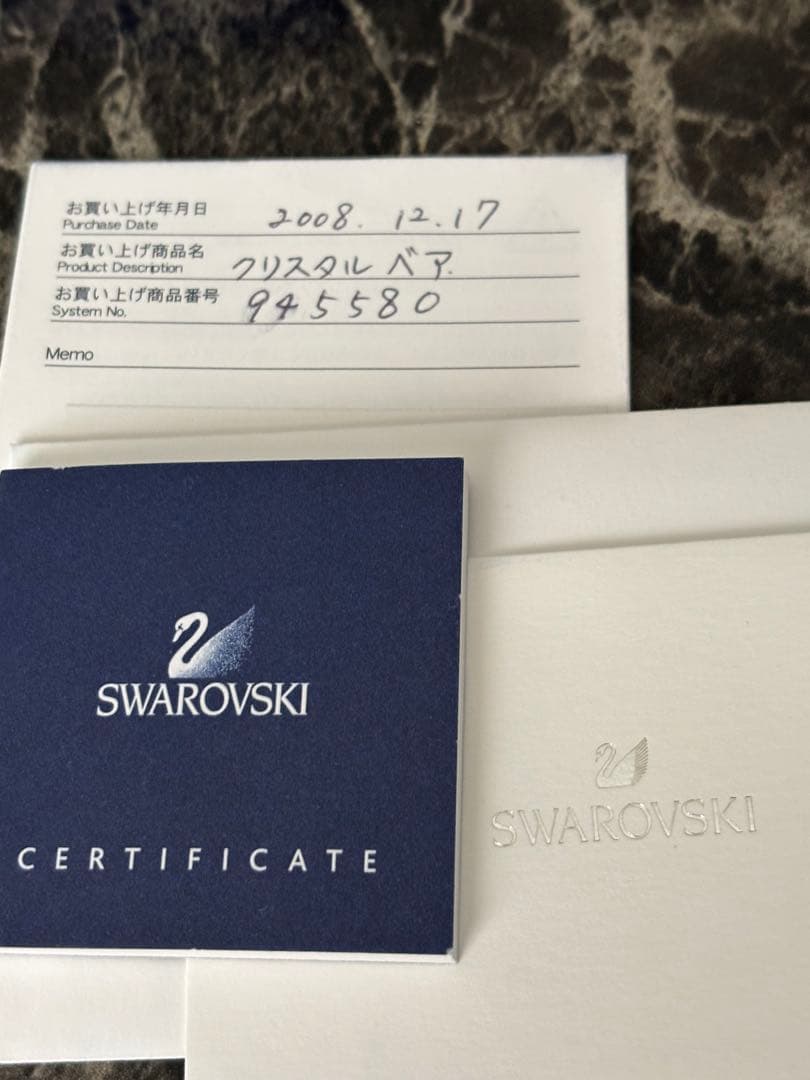 お買い上げ年月日
Purchase Date
2008.12.17
お買い上げ商品名
Product Description
クリスタル ベア
お買い上げ商品番号
System No.
945580
Memo
SWAROVSKI
CERTIFICATE
SWAROVSKI